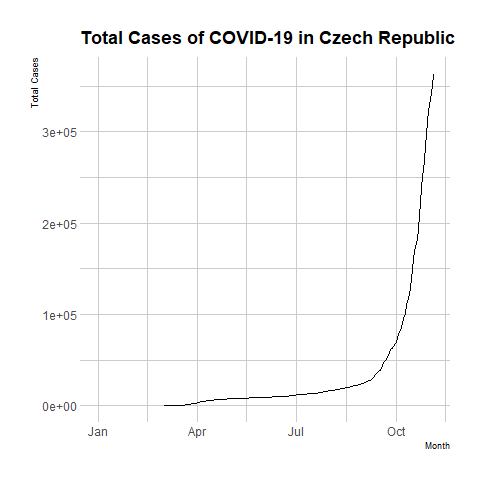 Total Cases of COVID-19 in Czech Republic
Total Cases
3e+05
2e+05
1e+05
0e+00
Jan Apr Jul Oct
Month